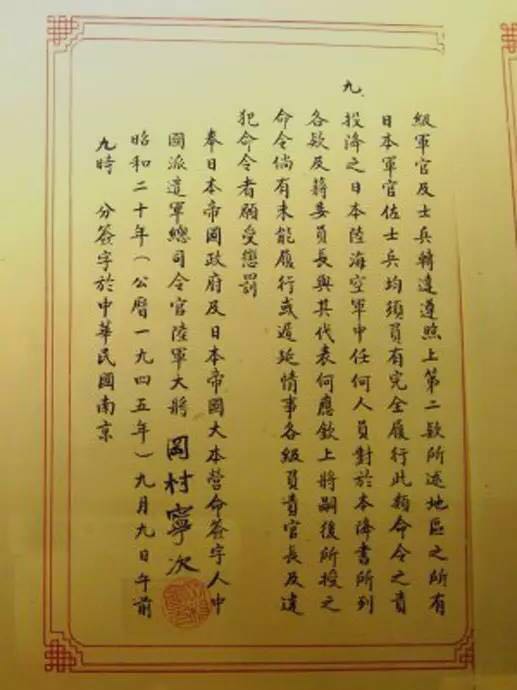 級軍官及士兵轉達遵照上第二款所述地區之所有
日本軍官佐士兵均須負有完全履行此類命令之責
九、投降之日本陸海空軍中任何人員對於本降書所列
各款及蔣委員長與其代表何應欽上將嗣後所授之
命令倘有未能履行或遲延情事各級負責官長及違
犯命令者願受懲罰
奉日本帝國政府及日本帝國大本營命簽字人中
國派遣軍總司令官陸軍大將 岡村寧次
昭和二十年(公曆一九四五年)九月九日午前
九時 分簽字於中華民國南京